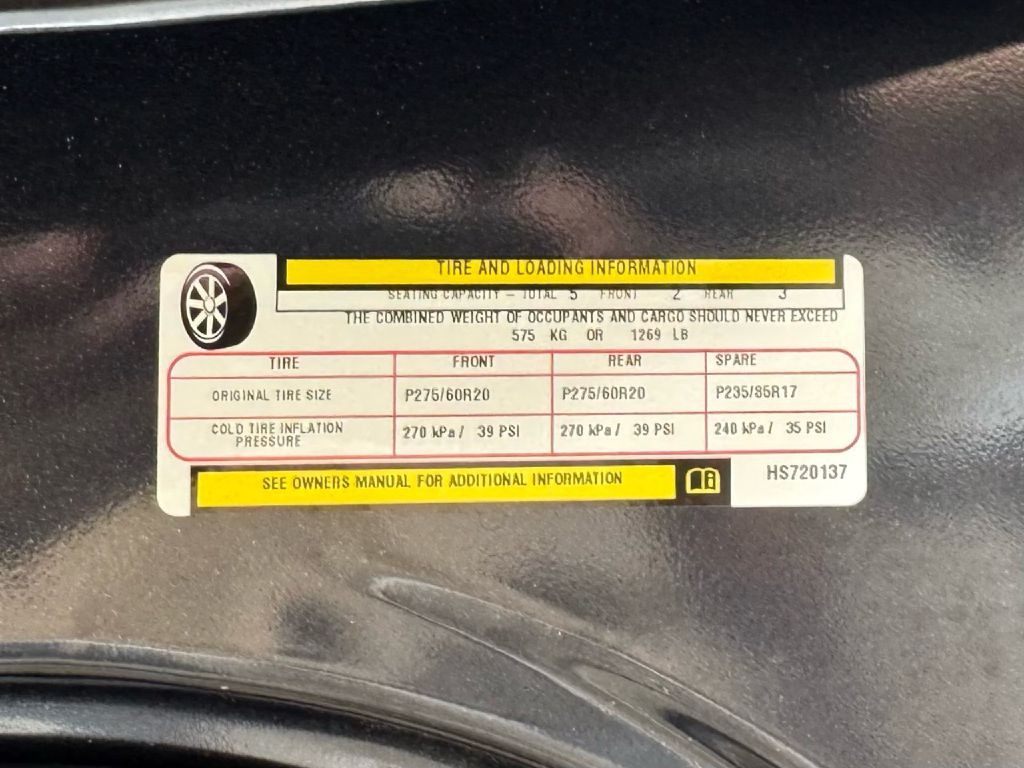 TIRE AND LOADING INFORMATION
SEATING CAPACITY – TOTAL 5 FRONT 2 REAR 3
THE COMBINED WEIGHT OF OCCUPANTS AND CARGO SHOULD NEVER EXCEED
575 KG OR 1269 LB
TIRE FRONT REAR SPARE
ORIGINAL TIRE SIZE P275/60R20 P275/60R20 P235/85R17
COLD TIRE INFLATION
PRESSURE 270 kPa / 39 PSI 270 kPa / 39 PSI 240 kPa / 35 PSI
SEE OWNERS MANUAL FOR ADDITIONAL INFORMATION
HS720137